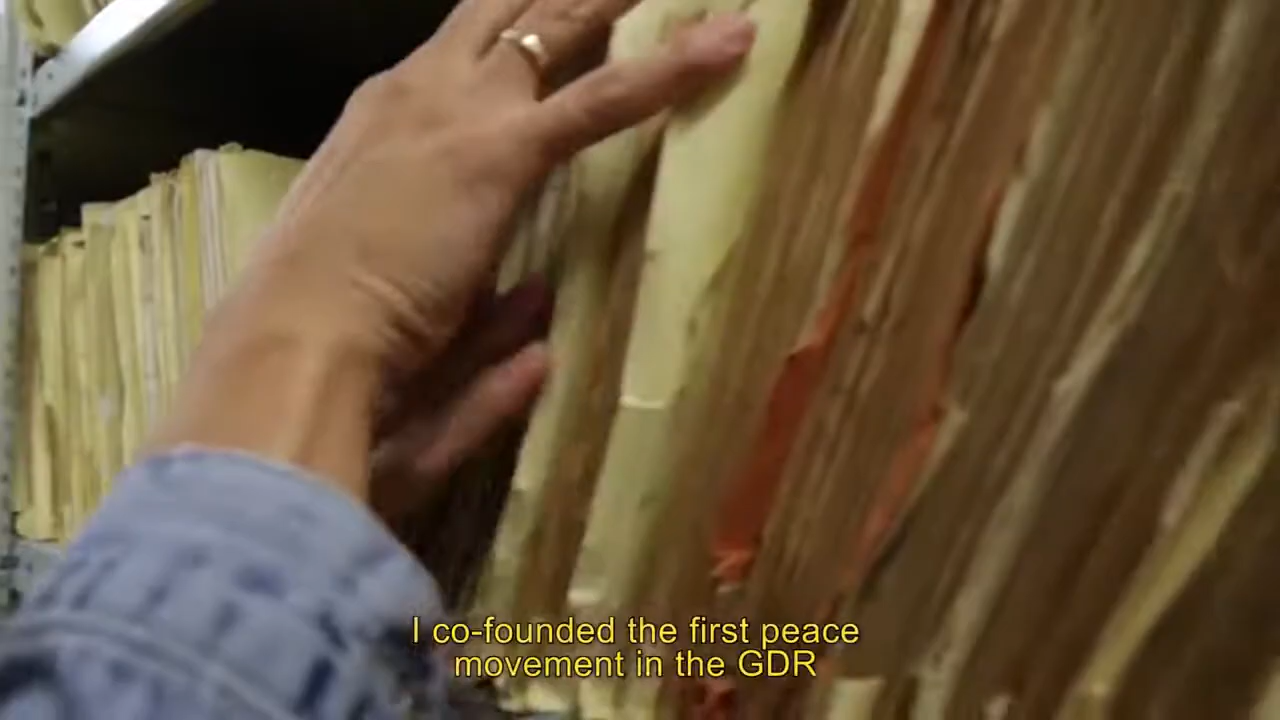 I co-founded the first peace
movement in the GDR